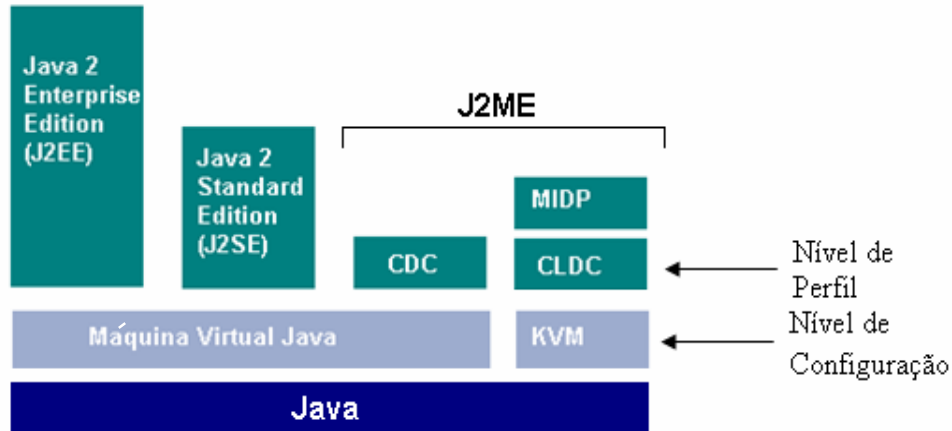 Java 2
Enterprise
Edition
(J2EE)
Java 2
Standard
Edition
(J2SE)
J2ME
MIDP
CDC
CLDC
Nível de
Perfil
Máquina Virtual Java
KVM
Nível de
Configuração
Java